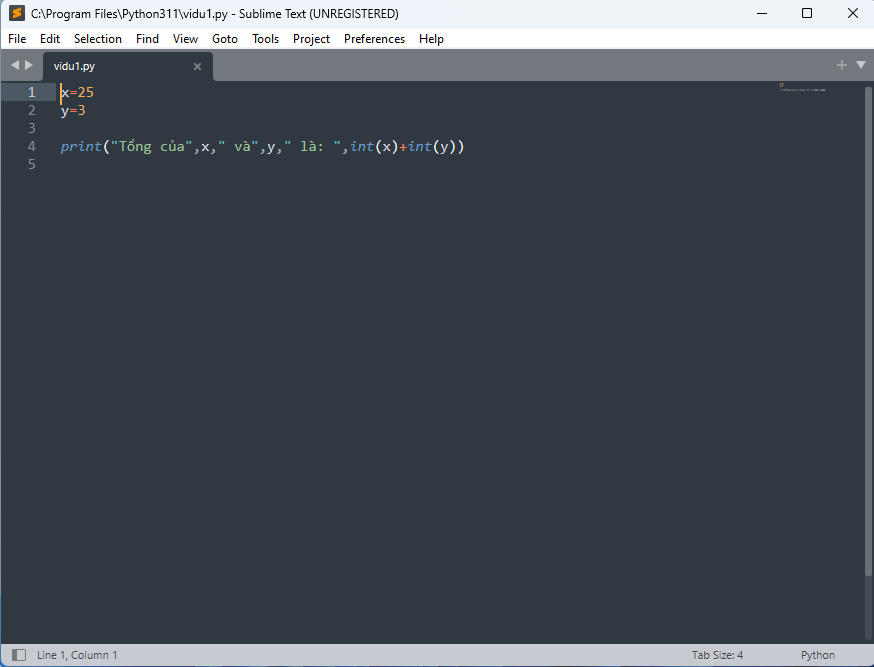 C:\Program Files\Python311\vidu1.py - Sublime Text (UNREGISTERED)
File Edit Selection Find View Goto Tools Project Preferences Help
vidu1.py
1 x=25
2 y=3
3
4 print("Tổng của",x," và",y," là: ",int(x)+int(y))
5
Line 1, Column 1 Tab Size: 4 Python